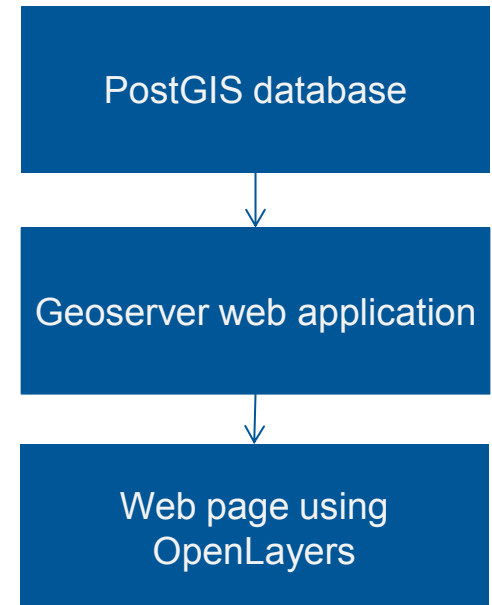 PostGIS database
Geoserver web application
Web page using
OpenLayers